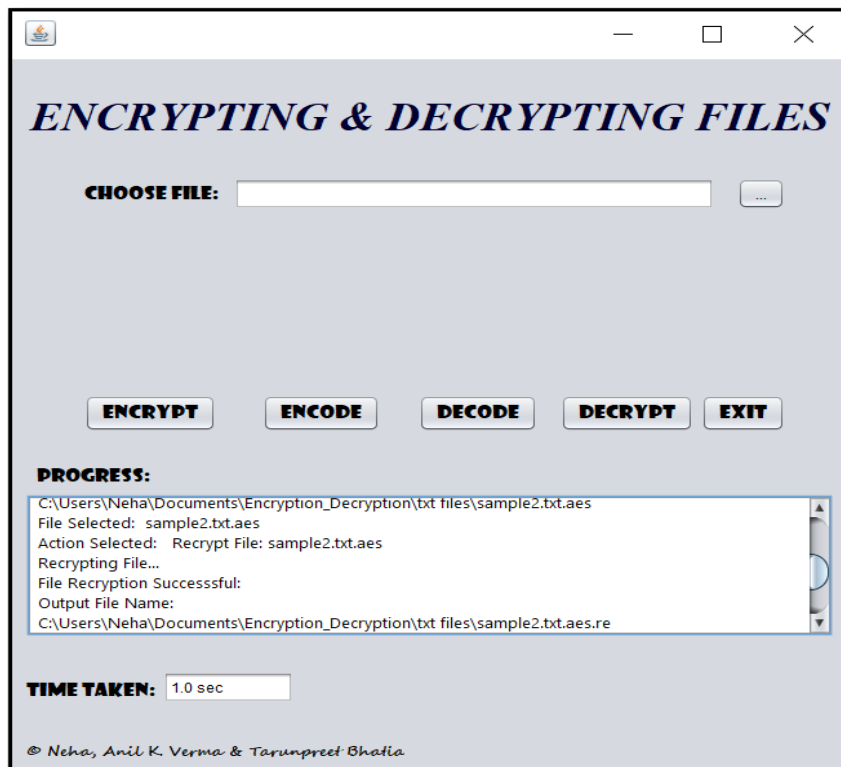 ENCRYPTING & DECRYPTING FILES
CHOOSE FILE: ...
ENCRYPT ENCODE DECODE DECRYPT EXIT
PROGRESS:
C:\Users\Neha\Documents\Encryption_Decryption\txt files\sample2.txt.aes
File Selected: sample2.txt.aes
Action Selected: Recrypt File: sample2.txt.aes
Recrypting File...
File Recryption Successsful:
Output File Name:
C:\Users\Neha\Documents\Encryption_Decryption\txt files\sample2.txt.aes.re
TIME TAKEN: 1.0 sec
© Neha, Anil K. Verma & Tarunpreet Bhatia